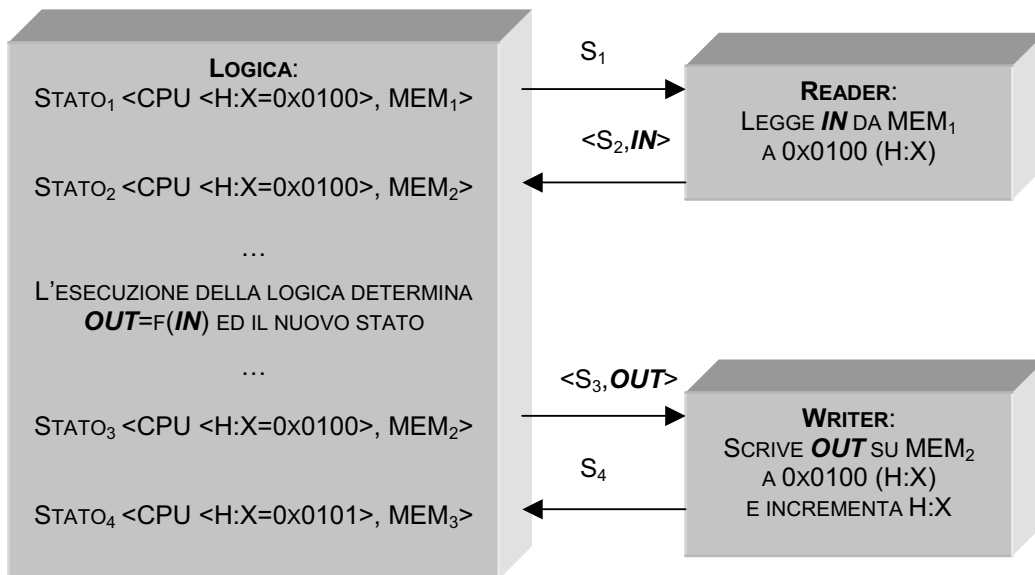 LOGICA:
STATO₁ <CPU <H:X=0X0100>, MEM₁>
STATO₂ <CPU <H:X=0X0100>, MEM₂>
…
L'ESECUZIONE DELLA LOGICA DETERMINA
OUT=F(IN) ED IL NUOVO STATO
…
STATO₃ <CPU <H:X=0X0100>, MEM₂>
STATO₄ <CPU <H:X=0X0101>, MEM₃>
S₁
<S₂,IN>
READER:
LEGGE IN DA MEM₁
A 0X0100 (H:X)
<S₃,OUT>
S₄
WRITER:
SCRIVE OUT SU MEM₂
A 0X0100 (H:X)
E INCREMENTA H:X